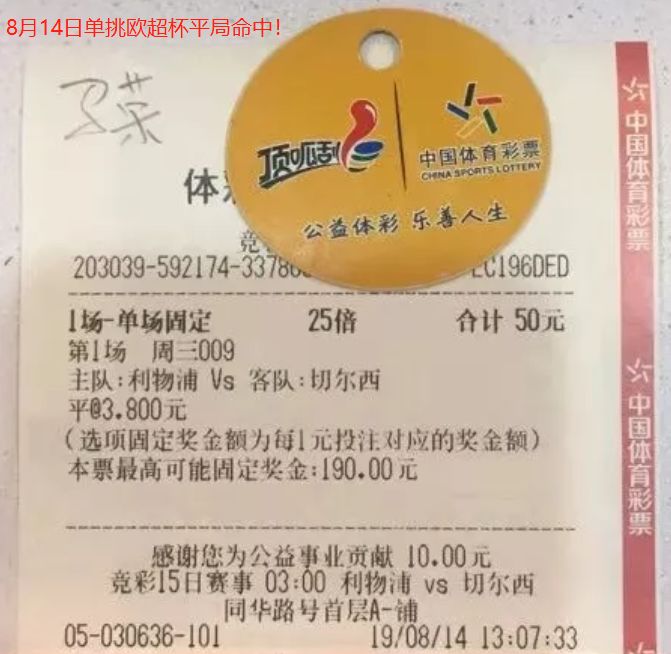 8月14日单挑欧超杯平局命中!
顶呱刮
中国体育彩票
CHINA SPORTS LOTTERY
公益体彩 乐善人生
体
竞
203039-592174-33786 EC196DED
1场-单场固定 25倍 合计 50元
第1场 周三009
主队:利物浦 Vs 客队:切尔西
平@3.800元
(选项固定奖金额为每1元投注对应的奖金额)
本票最高可能固定奖金:190.00元
感谢您为公益事业贡献 10.00元
竞彩15日赛事 03:00 利物浦 vs 切尔西
同华路号首层A-铺
05-030636-101 19/08/14 13:07:33
中国体育彩票
中国体育彩票